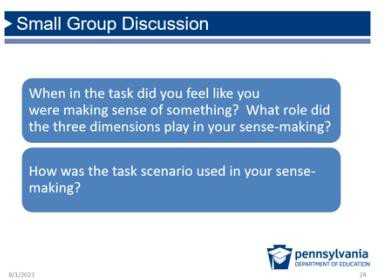 Small Group Discussion
When in the task did you feel like you
were making sense of something?  What role did
the three dimensions play in your sense-making?
How was the task scenario used in your sense-
making?
pennsylvania
DEPARTMENT OF EDUCATION
8/1/2023
24